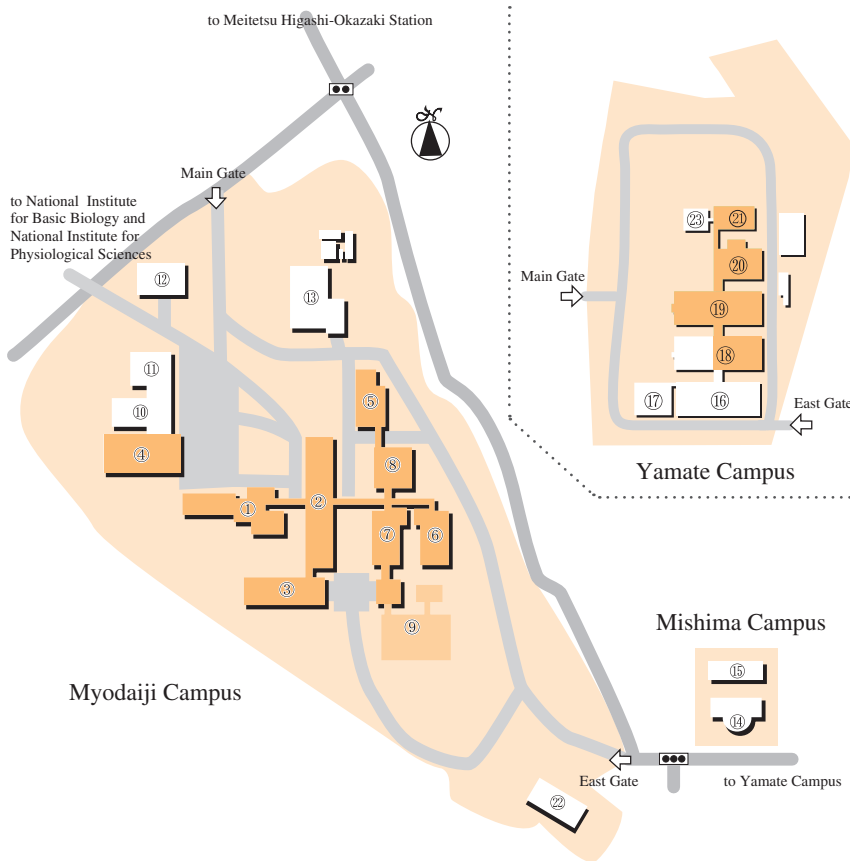 to Meitetsu Higashi-Okazaki Station
Main Gate
to National Institute
for Basic Biology and
National Institute for
Physiological Sciences
N
⑫
⑬
⑪
⑩
④
⑤
⑧
①
②
⑦
⑥
③
⑨
Myodaiji Campus
㉓
㉑
⑳
Main Gate
⑲
⑱
⑰
⑯
East Gate
Yamate Campus
Mishima Campus
⑮
⑭
East Gate
to Yamate Campus
㉒